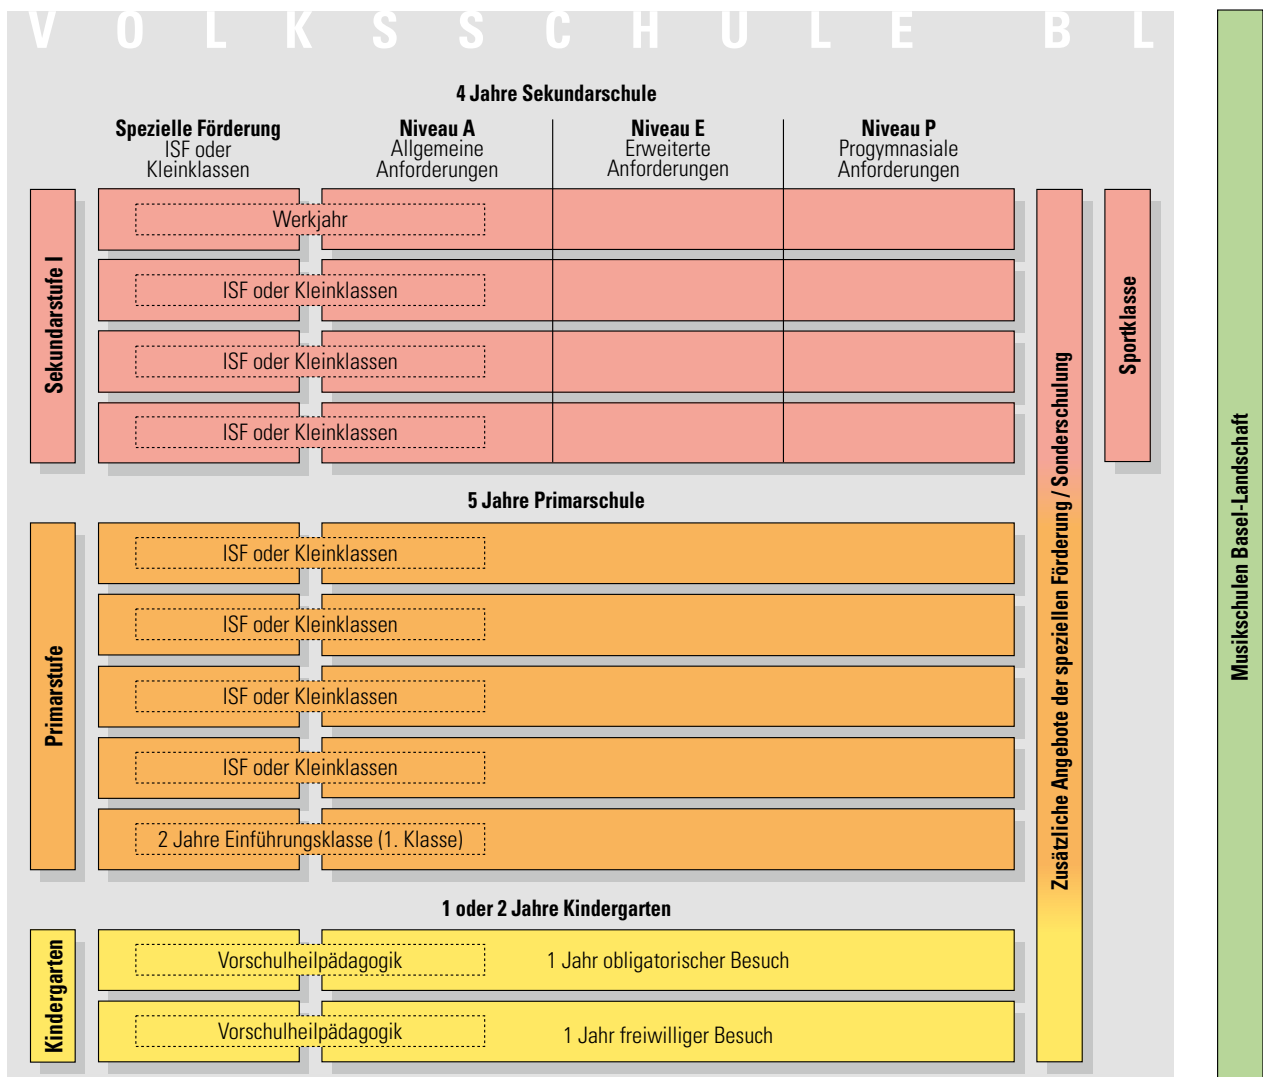 VOLKSSCHULE BL
4 Jahre Sekundarschule
Spezielle Förderung
ISF oder
Kleinklassen
Niveau A
Allgemeine
Anforderungen
Niveau E
Erweiterte
Anforderungen
Niveau P
Progymnasiale
Anforderungen
Sekundarstufe I
Werkjahr
ISF oder Kleinklassen
ISF oder Kleinklassen
ISF oder Kleinklassen
5 Jahre Primarschule
Primarstufe
ISF oder Kleinklassen
ISF oder Kleinklassen
ISF oder Kleinklassen
ISF oder Kleinklassen
2 Jahre Einführungsklasse (1. Klasse)
1 oder 2 Jahre Kindergarten
Kindergarten
Vorschulheilpädagogik
1 Jahr obligatorischer Besuch
Vorschulheilpädagogik
1 Jahr freiwilliger Besuch
Zusätzliche Angebote der speziellen Förderung / Sonderschulung
Sportklasse
Musikschulen Basel-Landschaft